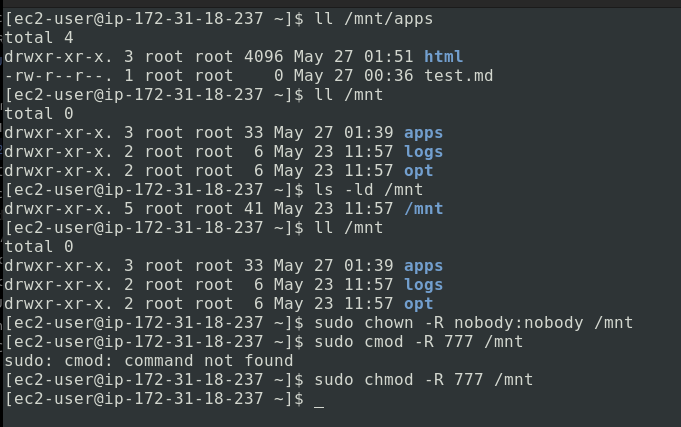 [ec2-user@ip-172-31-18-237 ~]$ ll /mnt/apps
total 4
drwxr-xr-x. 3 root root 4096 May 27 01:51 html
-rw-r--r--. 1 root root    0 May 27 00:36 test.md
[ec2-user@ip-172-31-18-237 ~]$ ll /mnt
total 0
drwxr-xr-x. 3 root root 33 May 27 01:39 apps
drwxr-xr-x. 2 root root  6 May 23 11:57 logs
drwxr-xr-x. 2 root root  6 May 23 11:57 opt
[ec2-user@ip-172-31-18-237 ~]$ ls -ld /mnt
drwxr-xr-x. 5 root root 41 May 23 11:57 /mnt
[ec2-user@ip-172-31-18-237 ~]$ ll /mnt
total 0
drwxr-xr-x. 3 root root 33 May 27 01:39 apps
drwxr-xr-x. 2 root root  6 May 23 11:57 logs
drwxr-xr-x. 2 root root  6 May 23 11:57 opt
[ec2-user@ip-172-31-18-237 ~]$ sudo chown -R nobody:nobody /mnt
[ec2-user@ip-172-31-18-237 ~]$ sudo cmod -R 777 /mnt
sudo: cmod: command not found
[ec2-user@ip-172-31-18-237 ~]$ sudo chmod -R 777 /mnt
[ec2-user@ip-172-31-18-237 ~]$ _